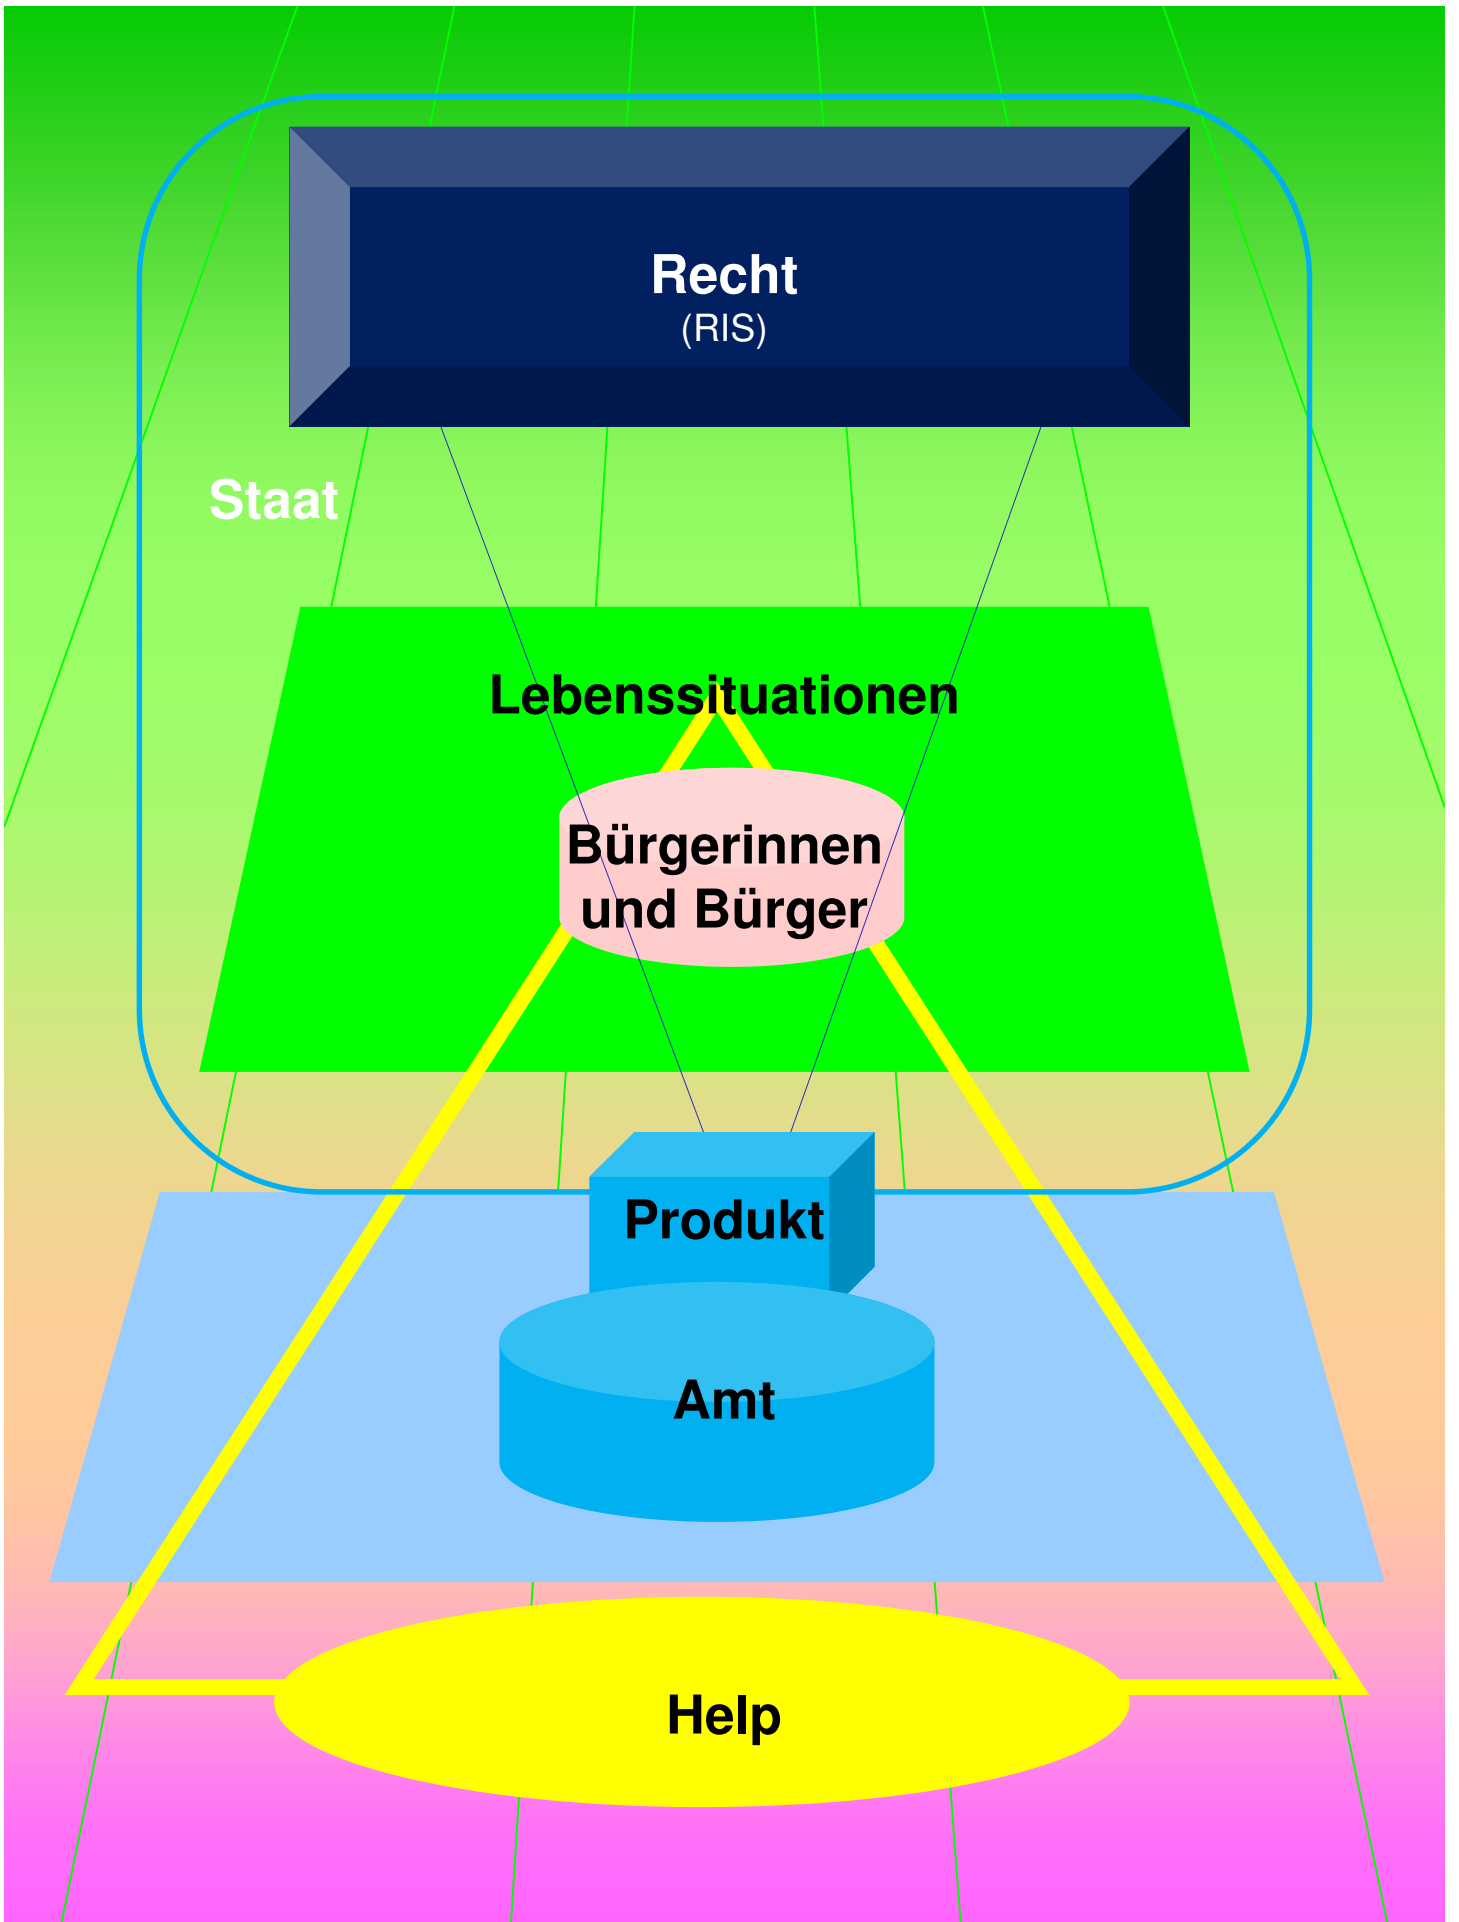 Recht
(RIS)
Staat
Lebenssituationen
Bürgerinnen
und Bürger
Produkt
Amt
Help